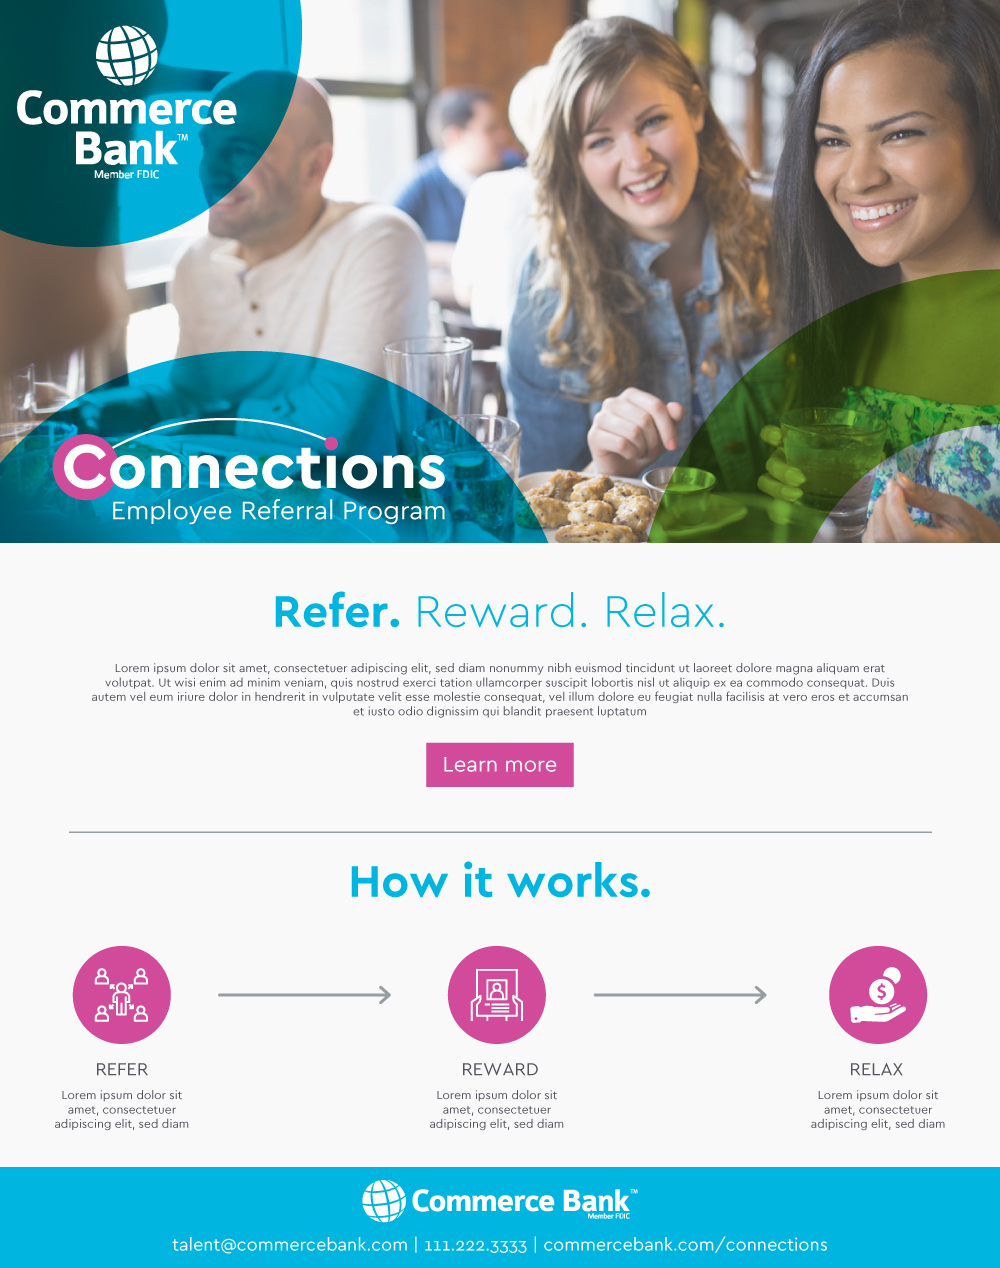 Commerce
Bank™
Member FDIC
Connections
Employee Referral Program
Refer. Reward. Relax.
Lorem ipsum dolor sit amet, consectetuer adipiscing elit, sed diam nonummy nibh euismod tincidunt ut laoreet dolore magna aliquam erat
volutpat. Ut wisi enim ad minim veniam, quis nostrud exerci tation ullamcorper suscipit lobortis nisl ut aliquip ex ea commodo consequat. Duis
autem vel eum iriure dolor in hendrerit in vulputate velit esse molestie consequat, vel illum dolore eu feugiat nulla facilisis at vero eros et accumsan
et iusto odio dignissim qui blandit praesent luptatum
Learn more
How it works.
REFER
Lorem ipsum dolor sit
amet, consectetuer
adipiscing elit, sed diam
REWARD
Lorem ipsum dolor sit
amet, consectetuer
adipiscing elit, sed diam
$
RELAX
Lorem ipsum dolor sit
amet, consectetuer
adipiscing elit, sed diam
Commerce Bank™
Member FDIC
talent@commercebank.com | 111.222.3333 | commercebank.com/connections